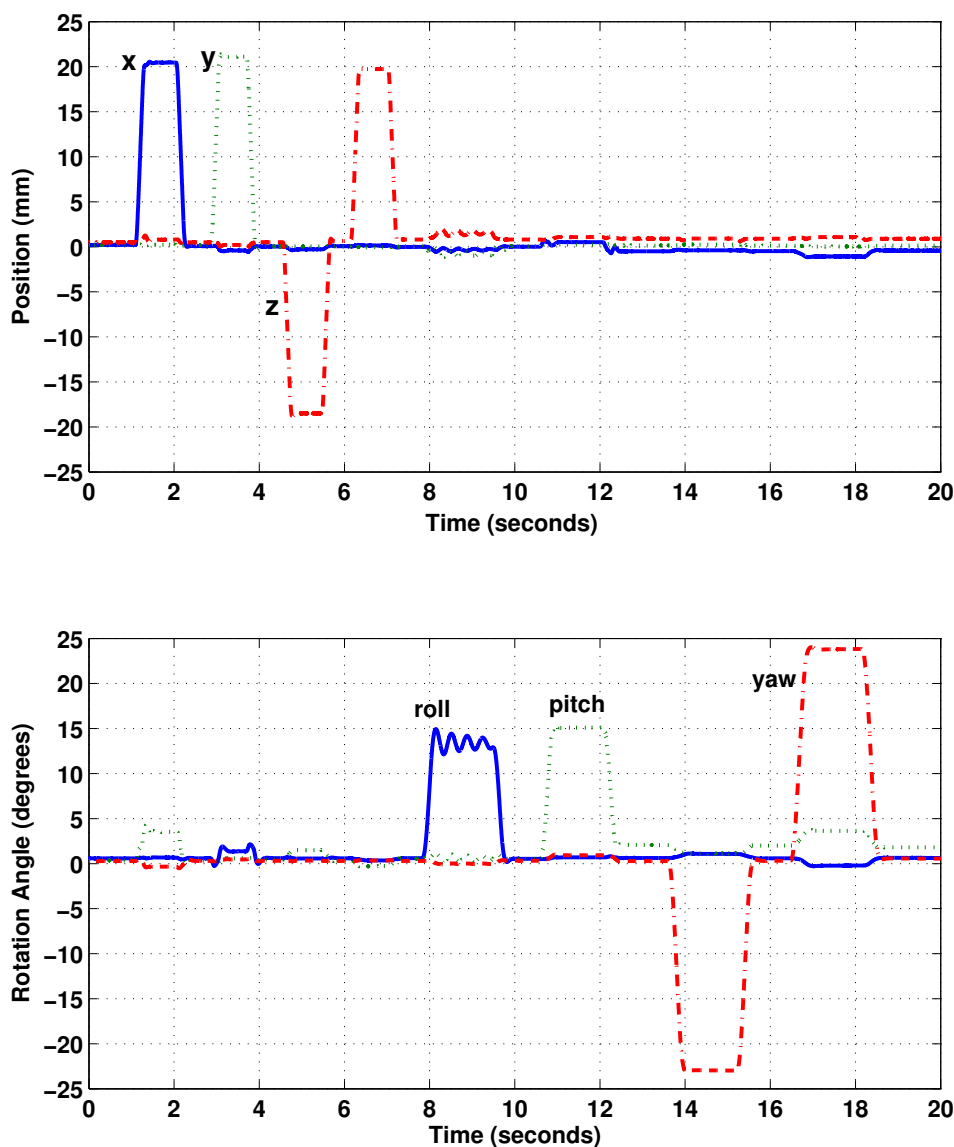 25
20
15
10
5
0
−5
−10
−15
−20
−25
Position (mm)
x
y
z
0 2 4 6 8 10 12 14 16 18 20
Time (seconds)
25
20
15
10
5
0
−5
−10
−15
−20
−25
Rotation Angle (degrees)
roll
pitch
yaw
0 2 4 6 8 10 12 14 16 18 20
Time (seconds)